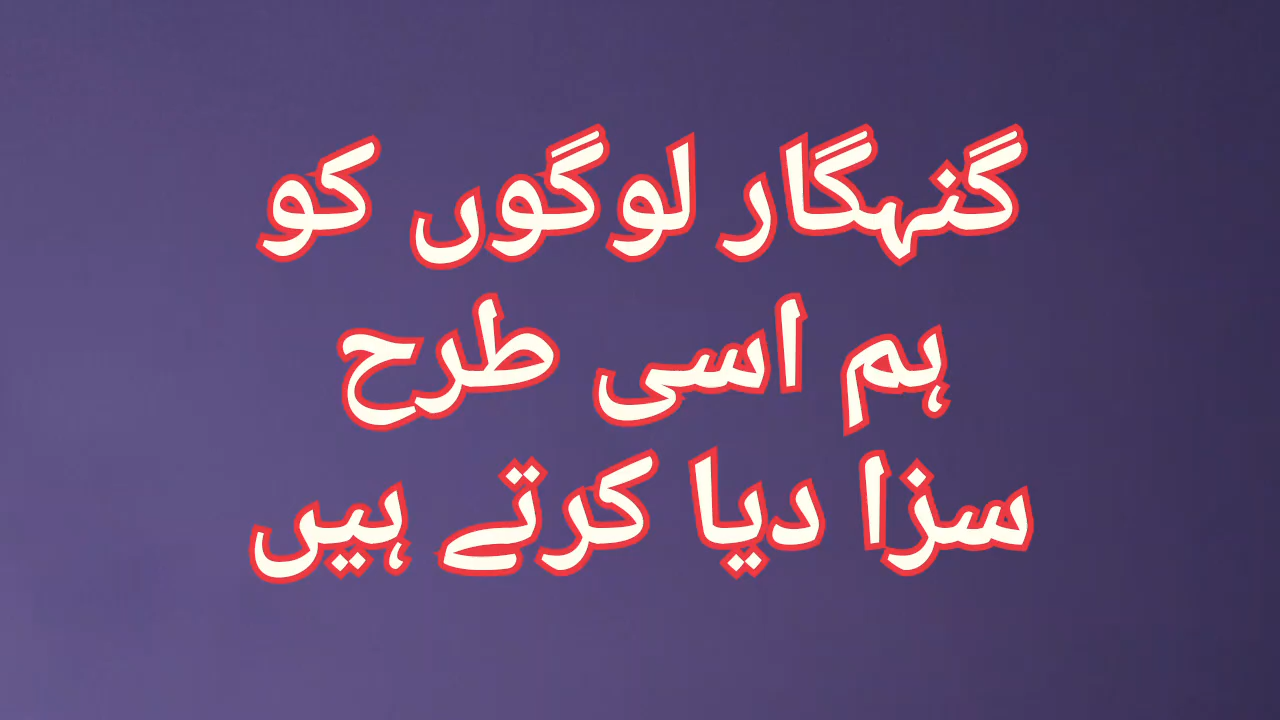 گنہگار لوگوں کو
ہم اسی طرح
سزا دیا کرتے ہیں